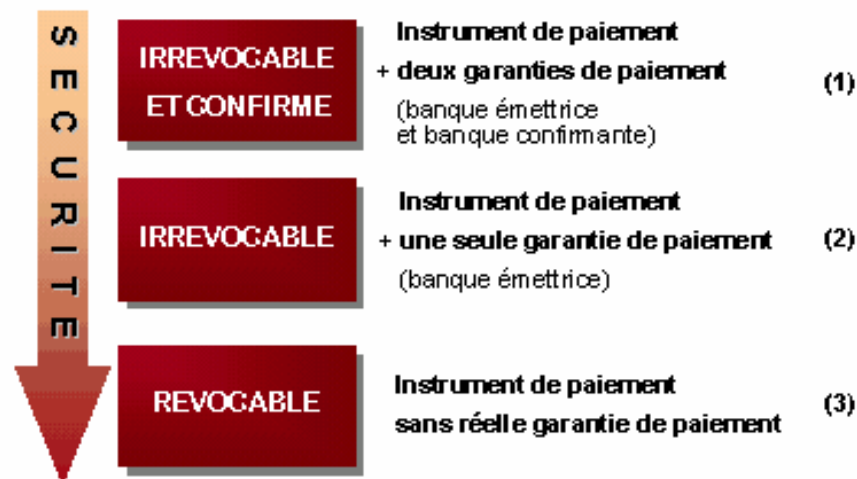 SECURITE
IRREVOCABLE
ET CONFIRME
Instrument de paiement
+ deux garanties de paiement
(banque émettrice
et banque confirmante)
(1)
IRREVOCABLE
Instrument de paiement
+ une seule garantie de paiement
(banque émettrice)
(2)
REVOCABLE
Instrument de paiement
sans réelle garantie de paiement
(3)